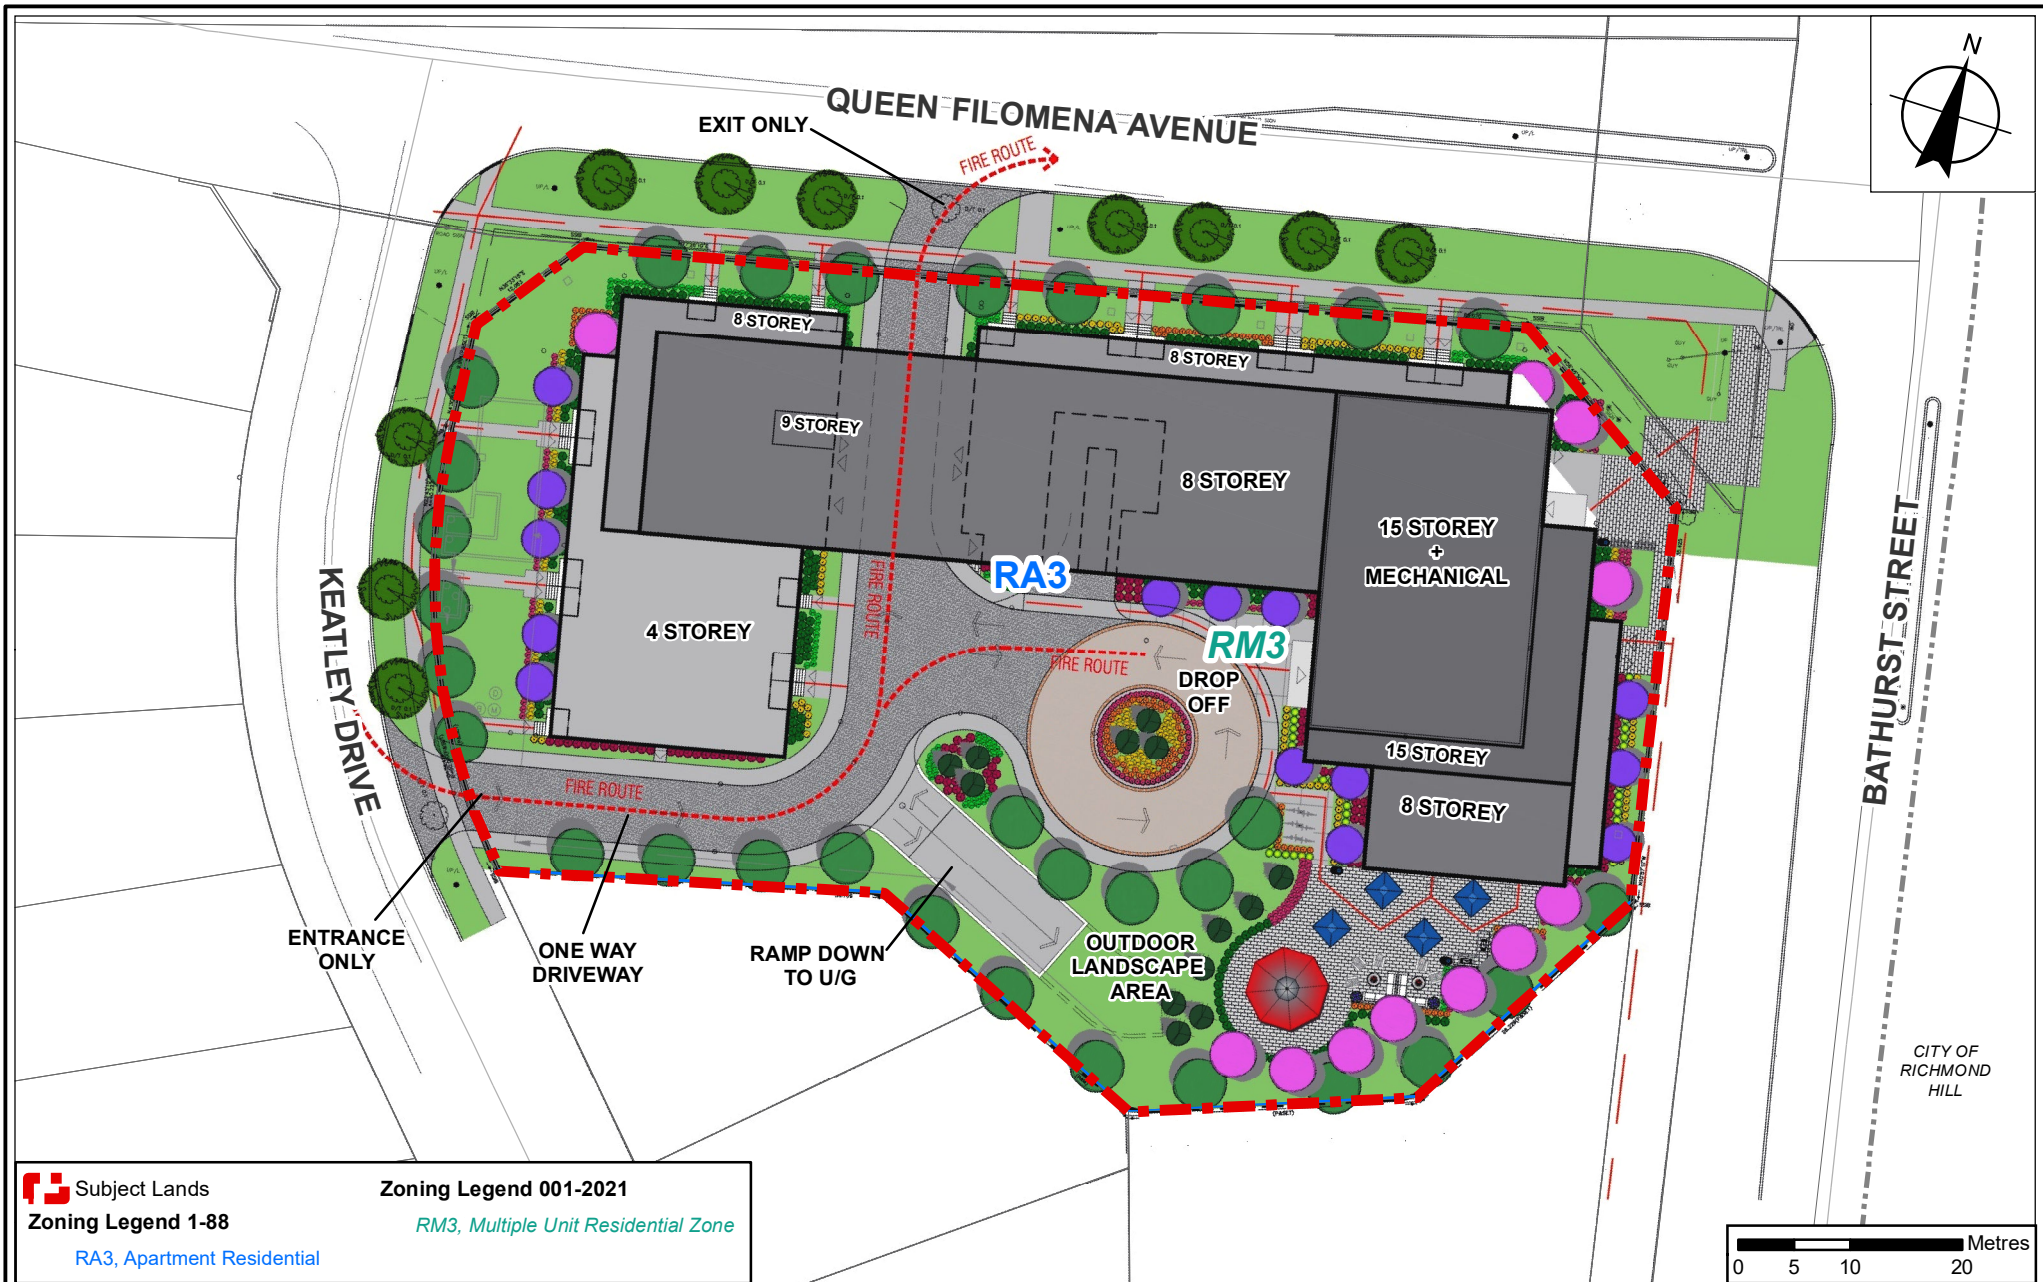 N
QUEEN FILOMENA AVENUE
EXIT ONLY
FIRE ROUTE
8 STOREY
8 STOREY
9 STOREY
8 STOREY
15 STOREY
+
MECHANICAL
RA3
FIRE ROUTE
4 STOREY
RM3
FIRE ROUTE
DROP
OFF
KEATLEY DRIVE
BATHURST STREET
15 STOREY
8 STOREY
FIRE ROUTE
ENTRANCE
ONLY
ONE WAY
DRIVEWAY
RAMP DOWN
TO U/G
OUTDOOR
LANDSCAPE
AREA
CITY OF
RICHMOND
HILL
Subject Lands
Zoning Legend 1-88
RA3, Apartment Residential
Zoning Legend 001-2021
RM3, Multiple Unit Residential Zone
Metres
0 5 10 20